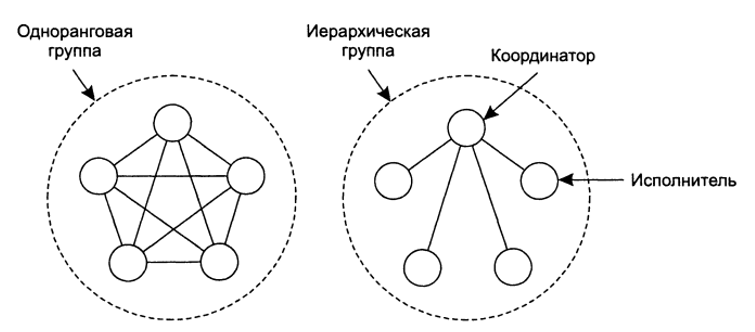 Одноранговая
группа
Иерархическая
группа
Координатор
Исполнитель